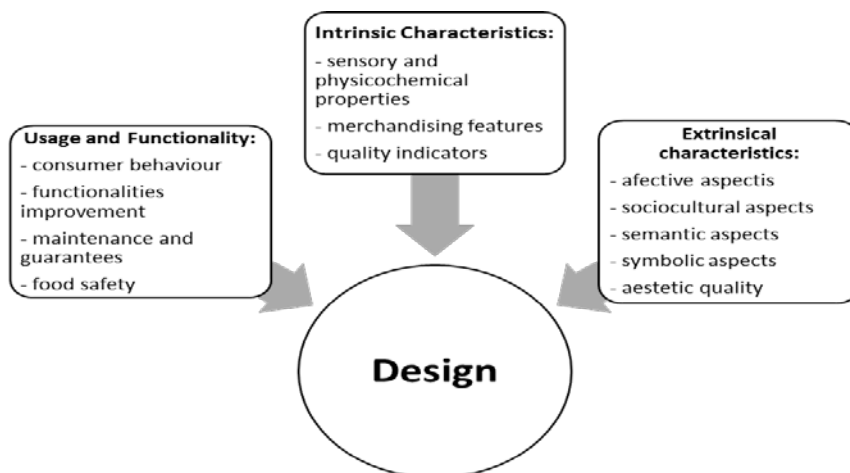 Usage and Functionality:
- consumer behaviour
- functionalities
improvement
- maintenance and
guarantees
- food safety
Intrinsic Characteristics:
- sensory and
physicochemical
properties
- merchandising features
- quality indicators
Extrinsical
characteristics:
- afective aspectis
- sociocultural aspects
- semantic aspects
- symbolic aspects
- aestetic quality
Design